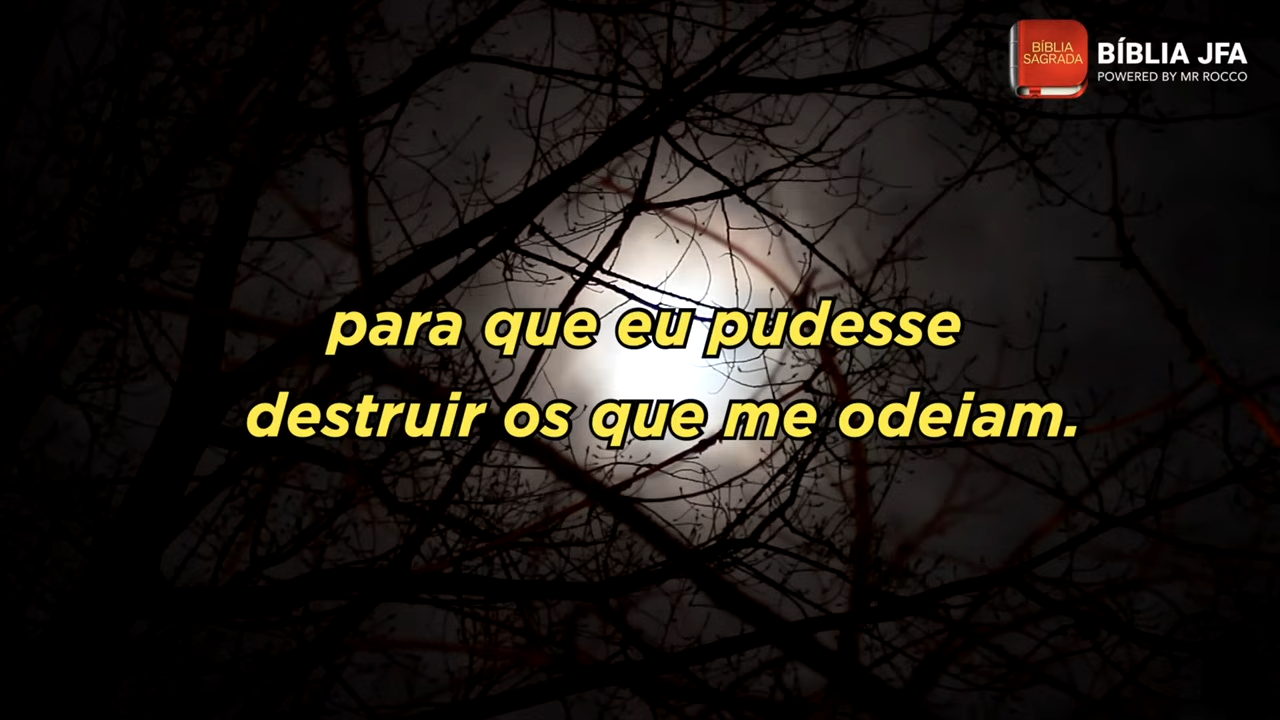 BÍBLIA
SAGRADA
BÍBLIA JFA
POWERED BY MR ROCCO
para que eu pudesse
destruir os que me odeiam.